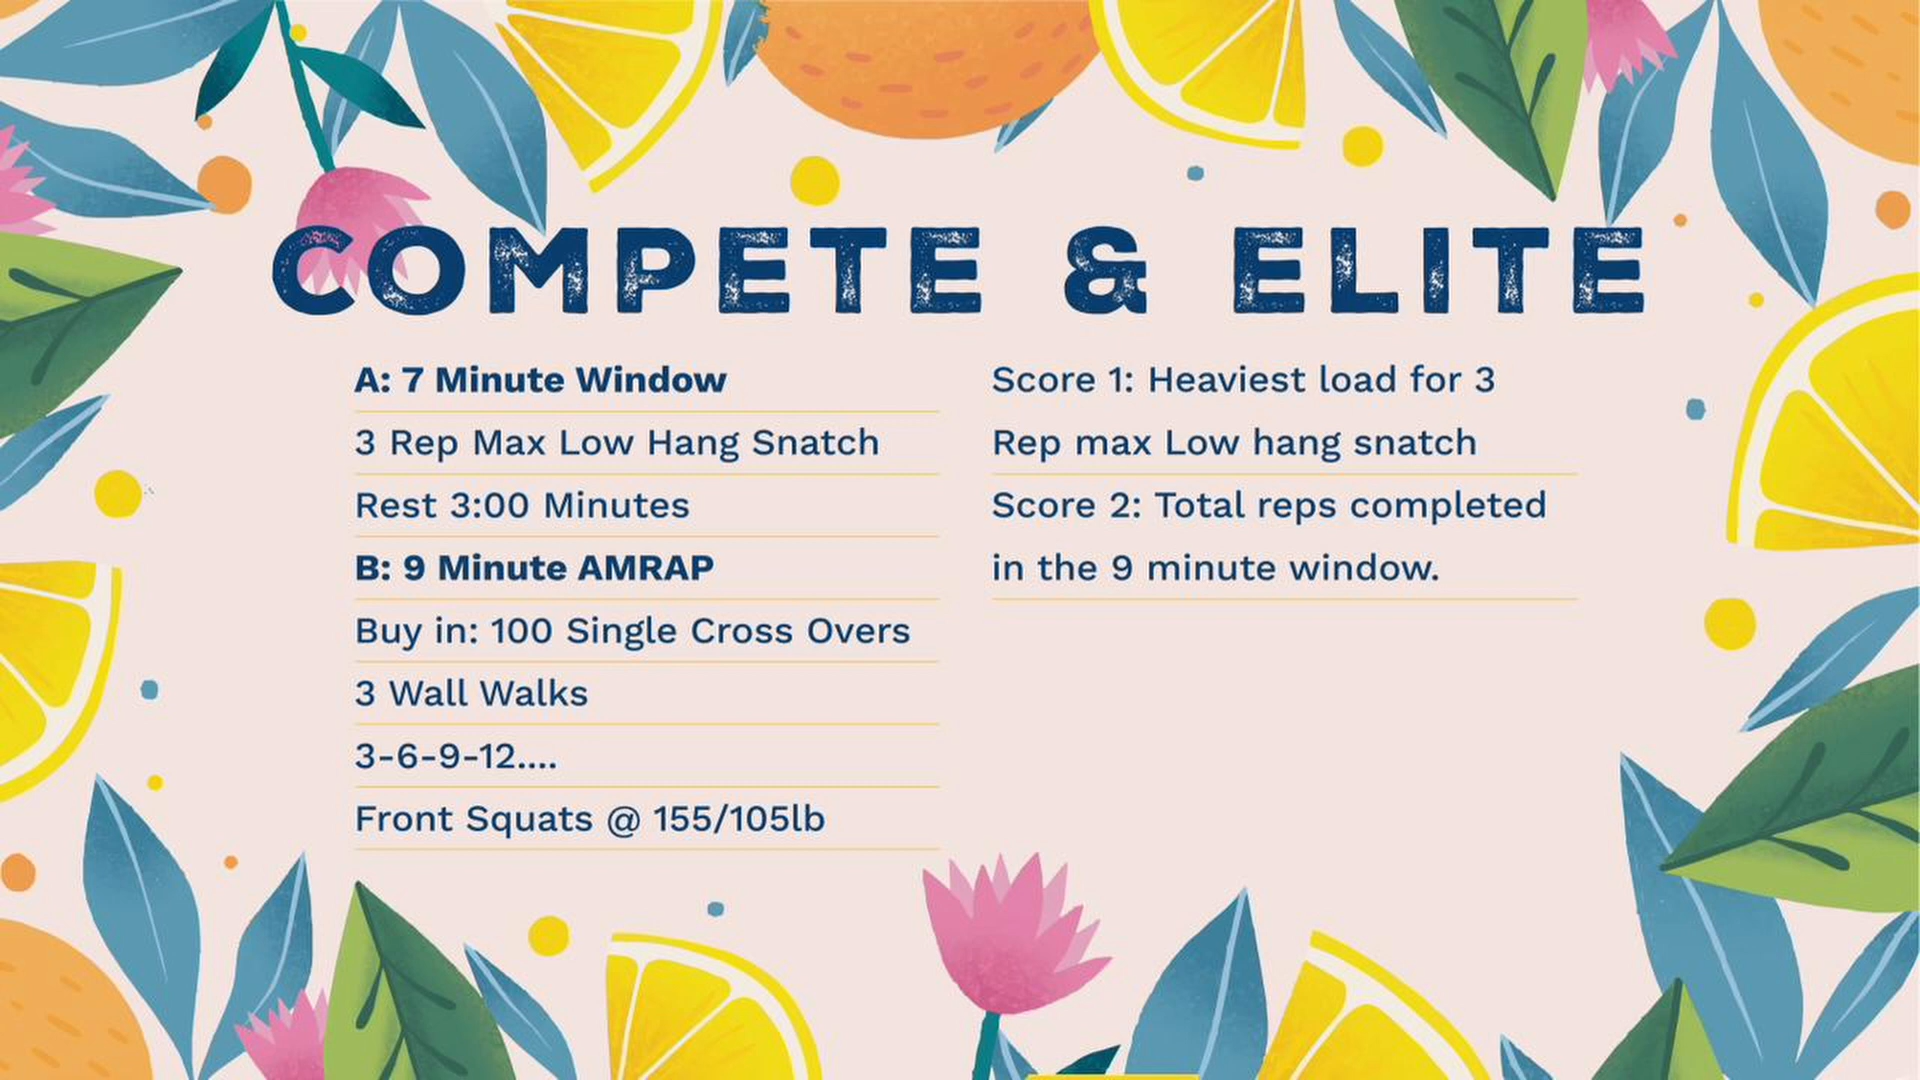 COMPETE & ELITE
A: 7 Minute Window
3 Rep Max Low Hang Snatch
Rest 3:00 Minutes
B: 9 Minute AMRAP
Buy in: 100 Single Cross Overs
3 Wall Walks
3-6-9-12....
Front Squats @ 155/105lb
Score 1: Heaviest load for 3
Rep max Low hang snatch
Score 2: Total reps completed
in the 9 minute window.